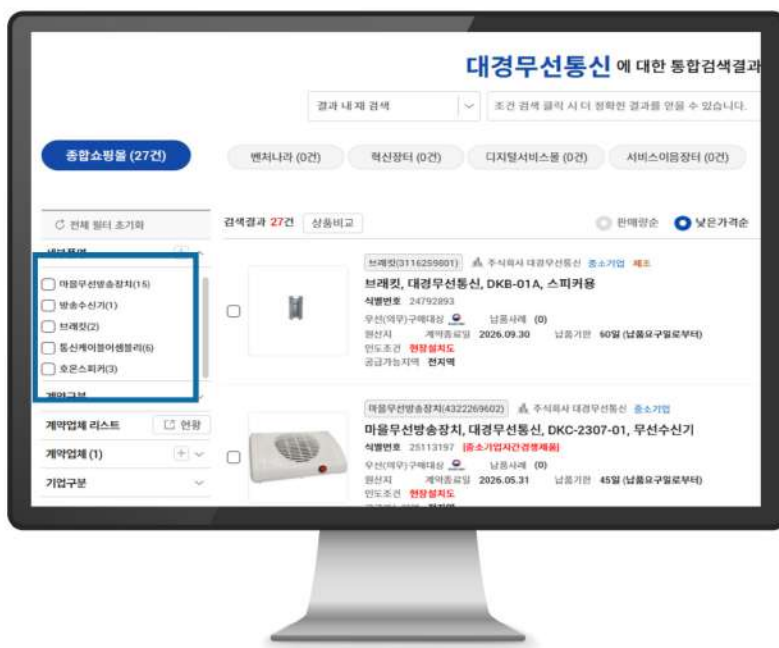 대경무선통신 에 대한 통합검색결과
결과 내 재 검색
조건 검색 클릭 시 더 정확한 결과를 얻을 수 있습니다.
종합쇼핑몰 (27건)
벤처나라 (0건)
혁신장터 (0건)
디지털서비스몰 (0건)
서비스이음장터 (0건)
전체 필터 초기화
검색결과 27건
상품비교
판매량순
낮은가격순
마을무선방송장치(15)
방송수신기(1)
브래킷(2)
통신케이블어셈블리(6)
호온스피커(3)
계약업체 리스트
현황
계약업체 (1)
기업구분
브래킷(3116259801) 주식회사 대경무선통신 중소기업 제조
브래킷, 대경무선통신, DKB-01A, 스피커용
식별번호 24792893
우선(의무)구매대상 납품사례 (0)
원산지 계약종료일 2026.09.30 납품기한 60일 (납품요구일로부터)
인도조건 현장설치도
공급가능지역 전지역
마을무선방송장치(4322269602) 주식회사 대경무선통신 중소기업
마을무선방송장치, 대경무선통신, DKC-2307-01, 무선수신기
식별번호 25113197 [중소기업자간경쟁제품]
우선(의무)구매대상 납품사례 (0)
원산지 계약종료일 2026.05.31 납품기한 45일 (납품요구일로부터)
인도조건 현장설치도